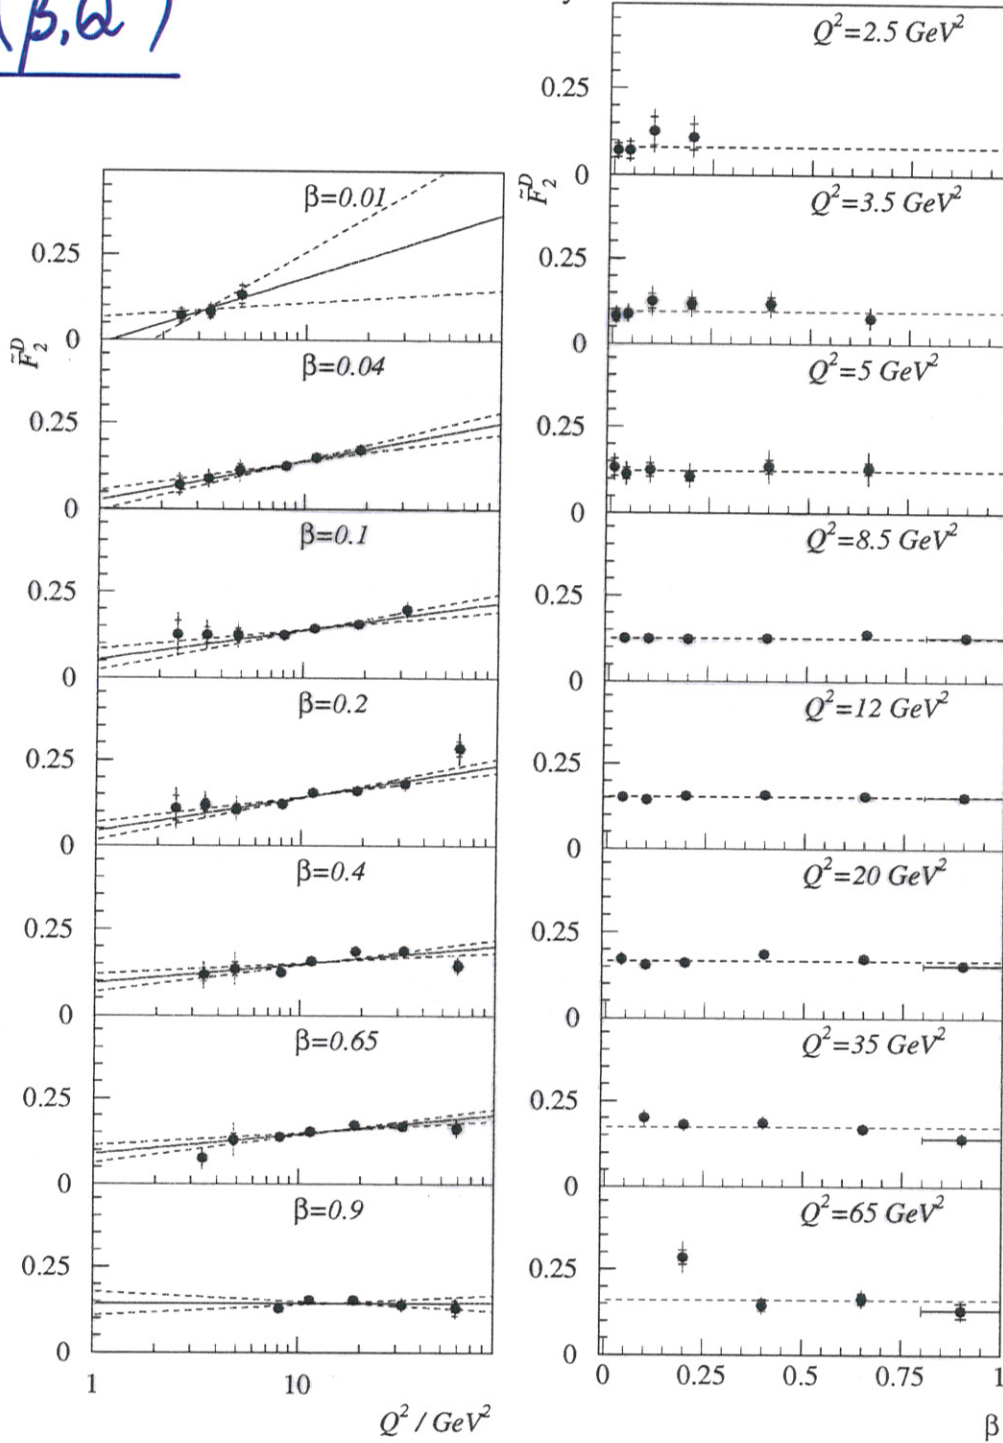 (β,Q²)
F̃₂ᴰ
β=0.01
0.25
0
β=0.04
0.25
0
β=0.1
0.25
0
β=0.2
0.25
0
β=0.4
0.25
0
β=0.65
0.25
0
β=0.9
0.25
0
1 10
Q² / GeV²
F̃₂ᴰ
Q²=2.5 GeV²
0.25
0
Q²=3.5 GeV²
0.25
0
Q²=5 GeV²
0.25
0
Q²=8.5 GeV²
0.25
0
Q²=12 GeV²
0.25
0
Q²=20 GeV²
0.25
0
Q²=35 GeV²
0.25
0
Q²=65 GeV²
0.25
0
0 0.25 0.5 0.75 1
β